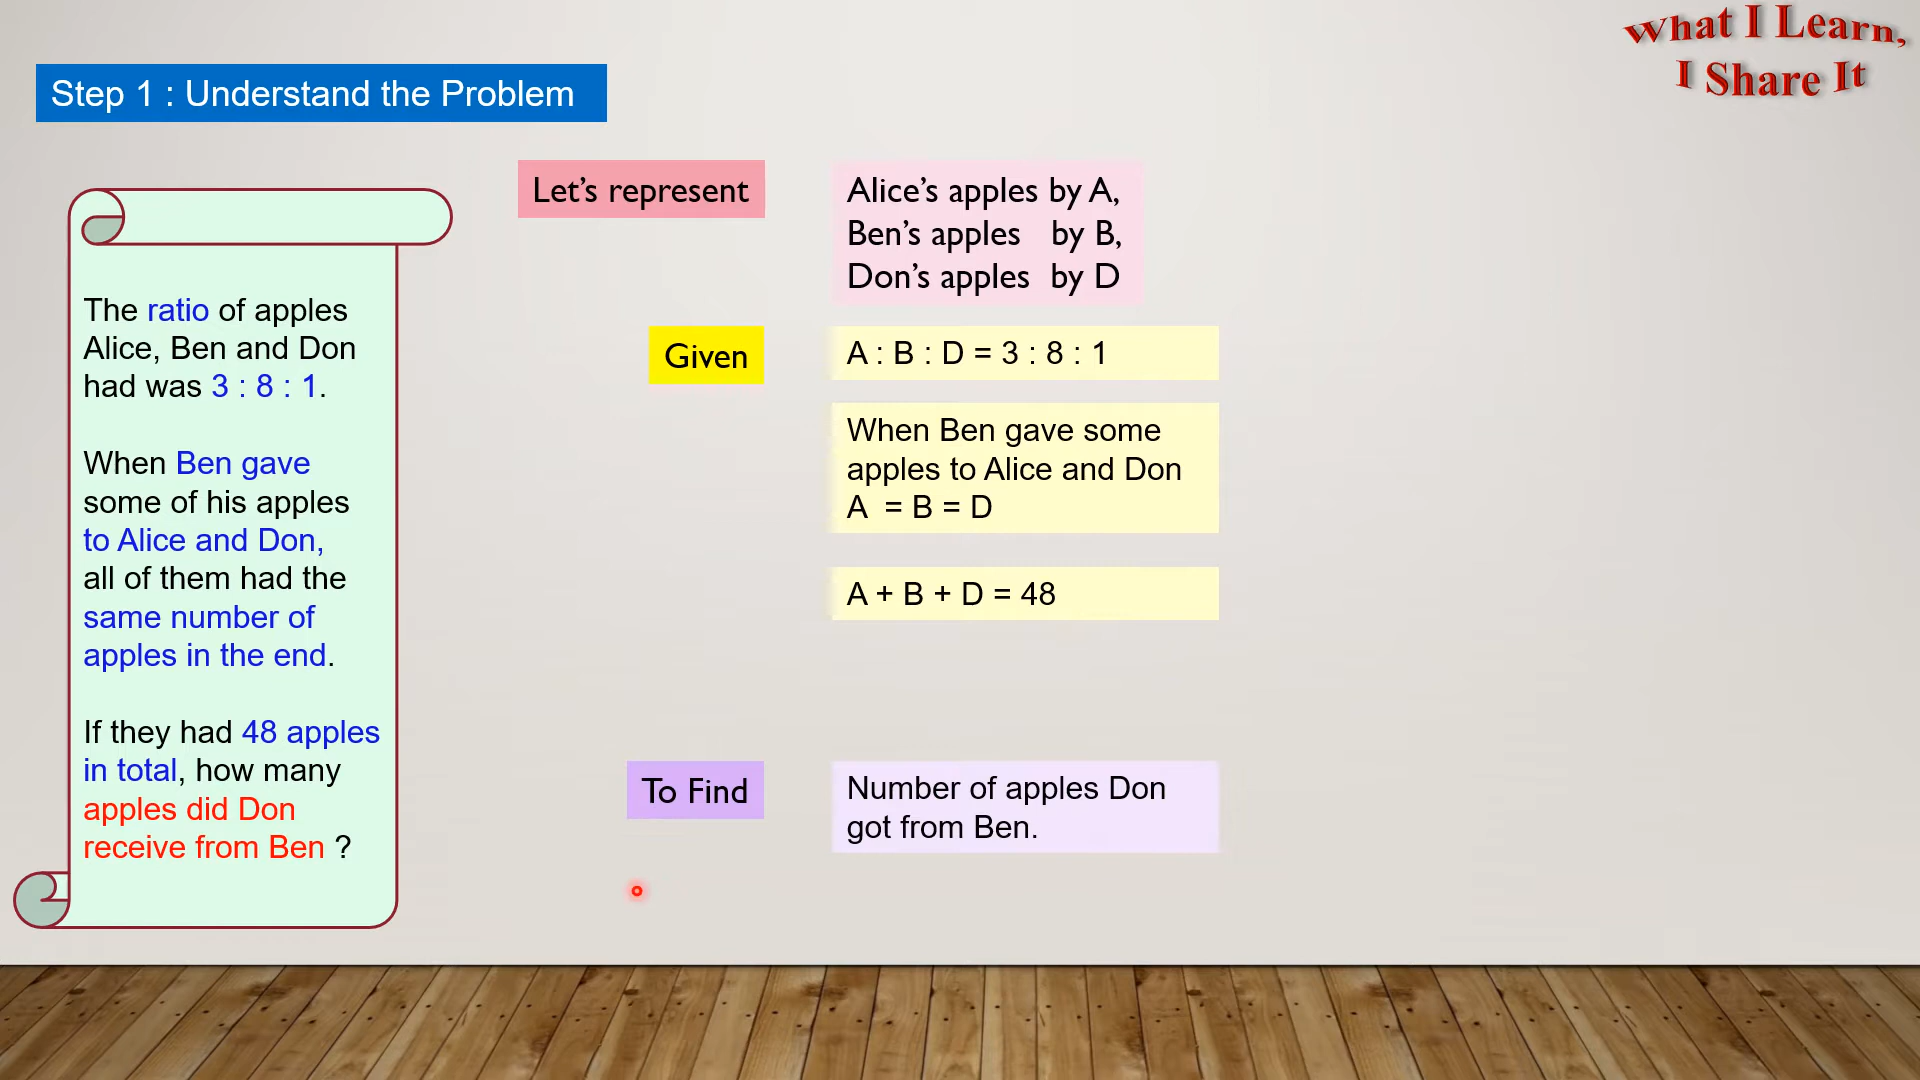 What I Learn,
I Share It
Step 1 : Understand the Problem
The ratio of apples
Alice, Ben and Don
had was 3 : 8 : 1.
When Ben gave
some of his apples
to Alice and Don,
all of them had the
same number of
apples in the end.
If they had 48 apples
in total, how many
apples did Don
receive from Ben ?
Let's represent
Alice's apples by A,
Ben's apples by B,
Don's apples by D
Given
A : B : D = 3 : 8 : 1
When Ben gave some
apples to Alice and Don
A = B = D
A + B + D = 48
To Find
Number of apples Don
got from Ben.